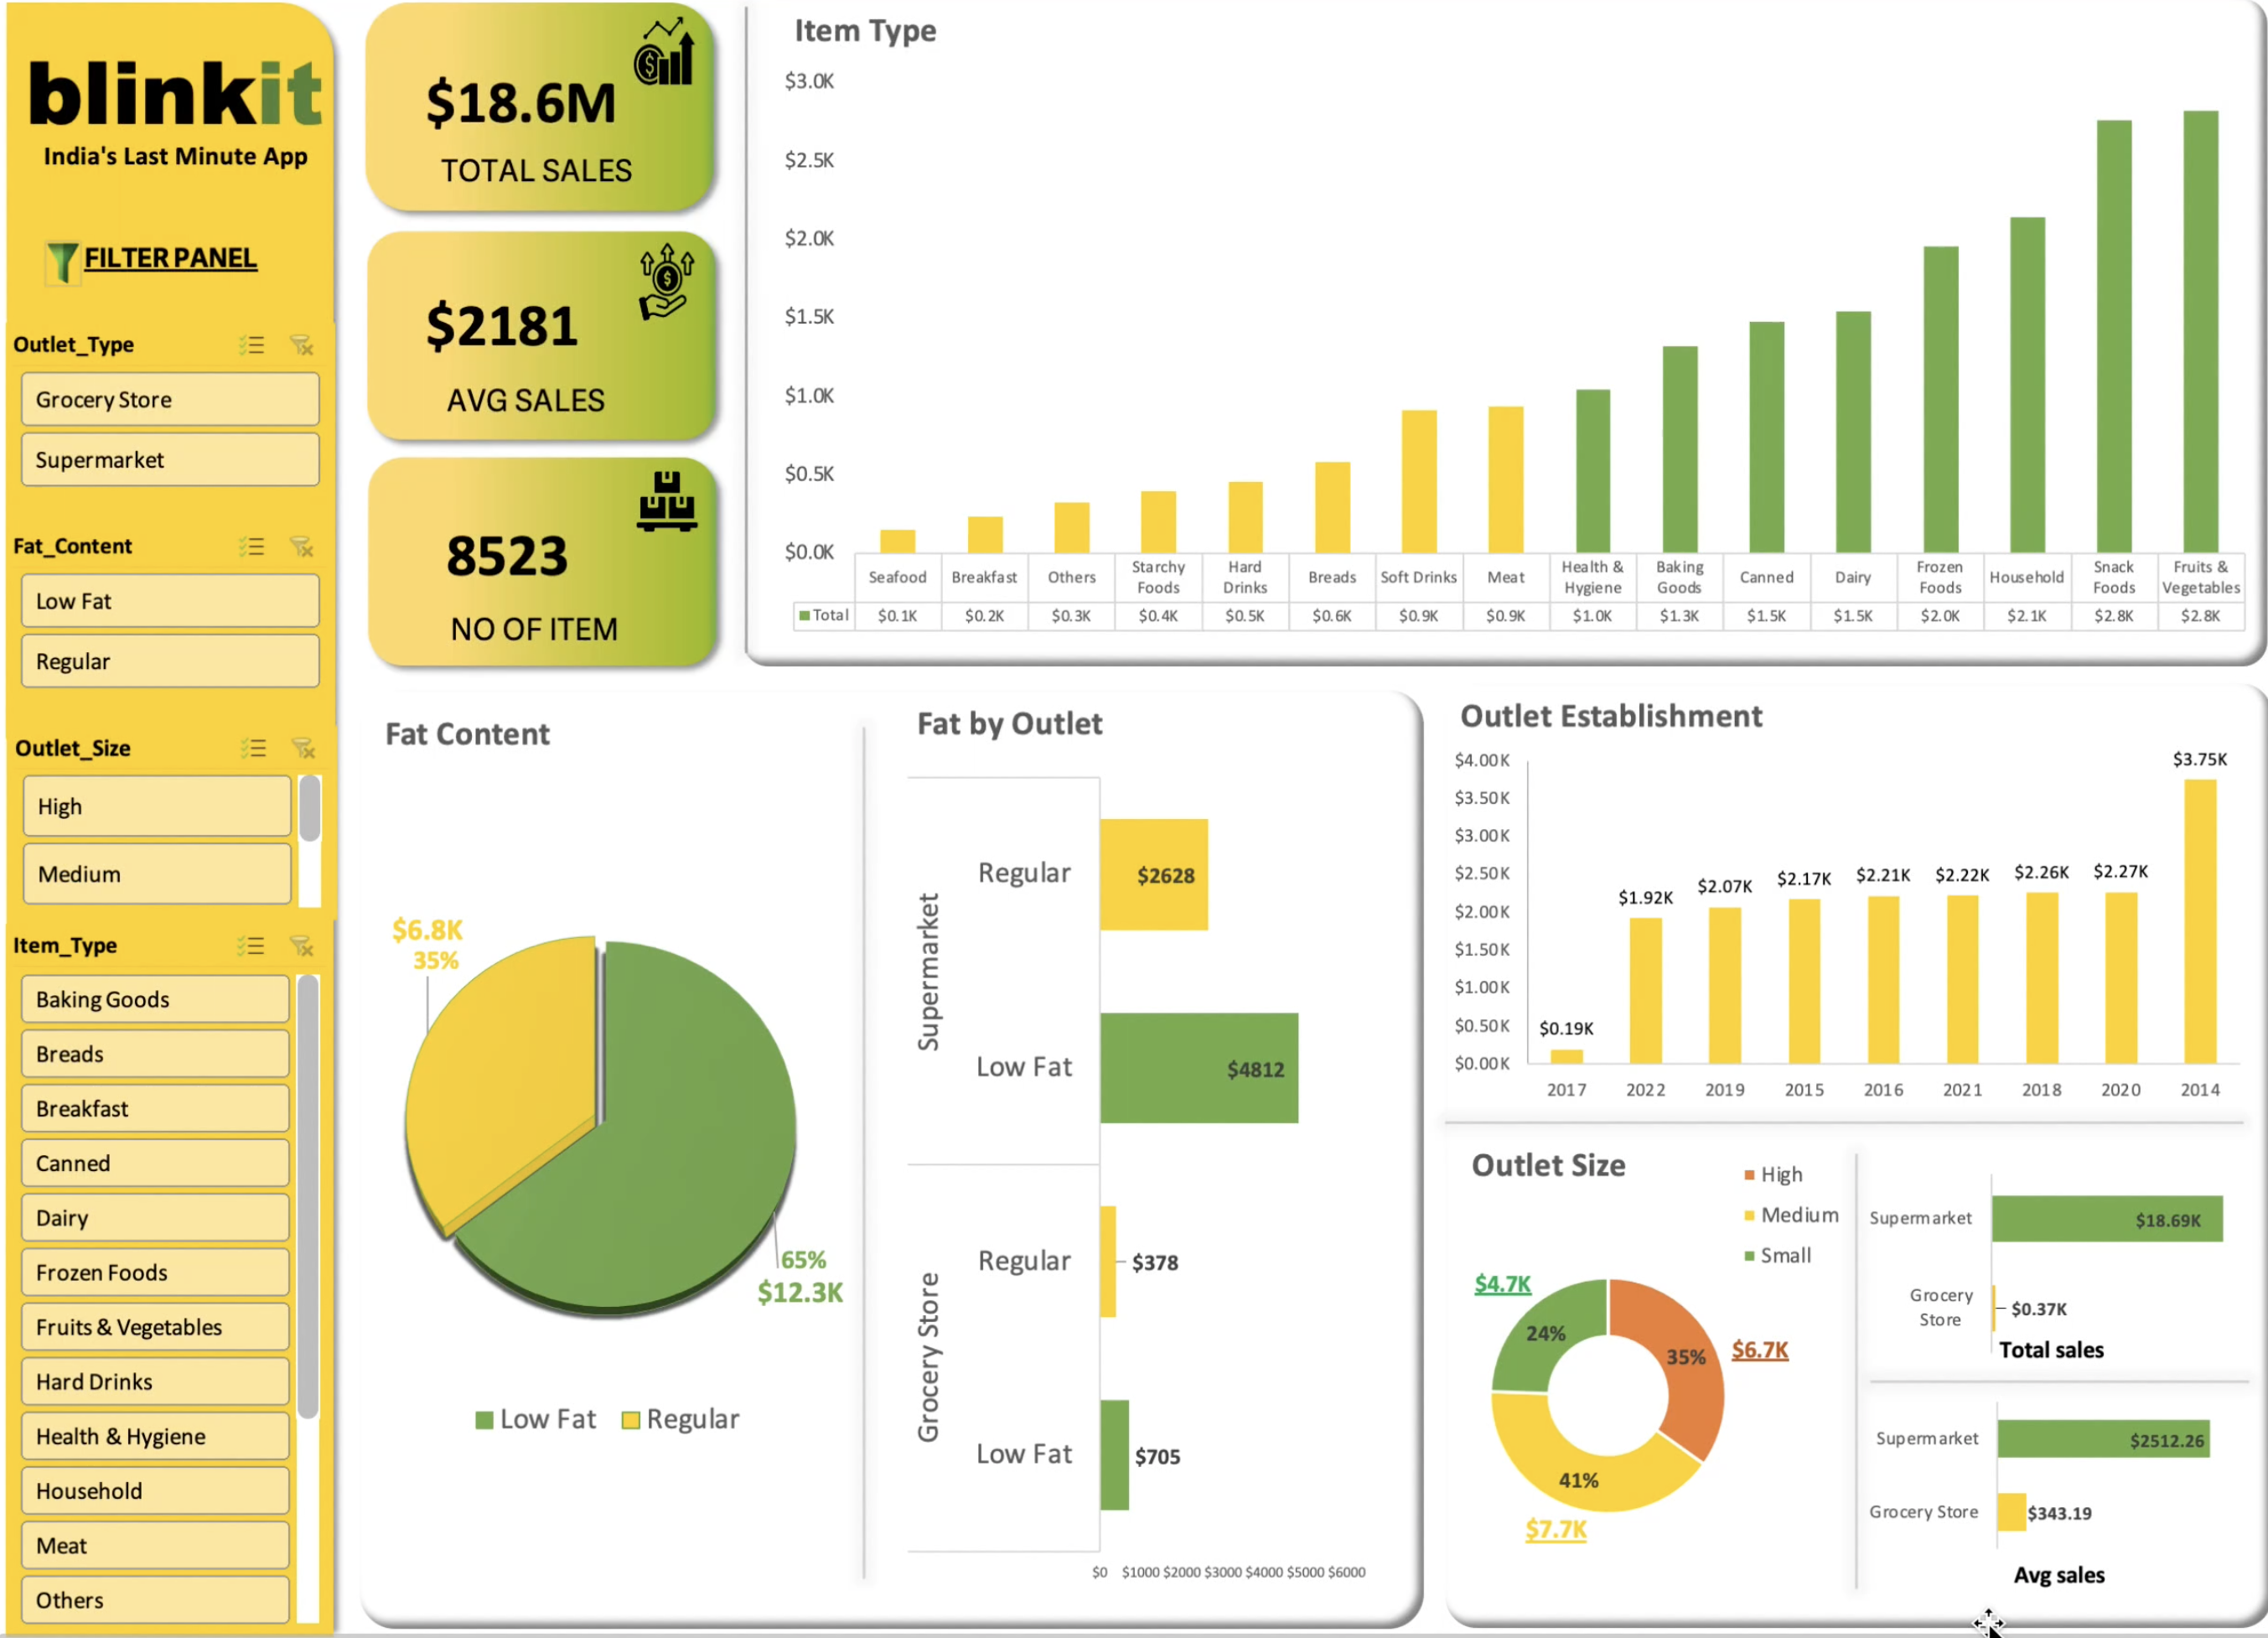 blinkit
India's Last Minute App
FILTER PANEL
Outlet_Type
Grocery Store
Supermarket
Fat_Content
Low Fat
Regular
Outlet_Size
High
Medium
Item_Type
Baking Goods
Breads
Breakfast
Canned
Dairy
Frozen Foods
Fruits & Vegetables
Hard Drinks
Health & Hygiene
Household
Meat
Others
$18.6M
TOTAL SALES
$2181
AVG SALES
8523
NO OF ITEM
Item Type
$3.0K
$2.5K
$2.0K
$1.5K
$1.0K
$0.5K
$0.0K
Seafood Breakfast Others Starchy Foods Hard Drinks Breads Soft Drinks Meat Health & Hygiene Baking Goods Canned Dairy Frozen Foods Household Snack Foods Fruits & Vegetables
Total $0.1K $0.2K $0.3K $0.4K $0.5K $0.6K $0.9K $0.9K $1.0K $1.3K $1.5K $1.5K $2.0K $2.1K $2.8K $2.8K
Fat Content
$6.8K
35%
65%
$12.3K
Low Fat Regular
Fat by Outlet
Supermarket
Regular $2628
Low Fat $4812
Grocery Store
Regular $378
Low Fat $705
$0 $1000 $2000 $3000 $4000 $5000 $6000
Outlet Establishment
$4.00K
$3.50K
$3.00K
$2.50K
$2.00K
$1.50K
$1.00K
$0.50K
$0.00K
$0.19K $1.92K $2.07K $2.17K $2.21K $2.22K $2.26K $2.27K $3.75K
2017 2022 2019 2015 2016 2021 2018 2020 2014
Outlet Size
High
Medium
Small
$4.7K
24%
35%
$6.7K
41%
$7.7K
Supermarket $18.69K
Grocery
Store
$0.37K
Total sales
Supermarket $2512.26
Grocery Store $343.19
Avg sales